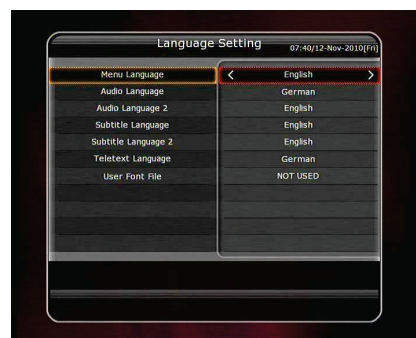 Language Setting
07:40/12-Nov-2010[Fri]
Menu Language < English >
Audio Language German
Audio Language 2 English
Subtitle Language English
Subtitle Language 2 English
Teletext Language German
User Font File NOT USED